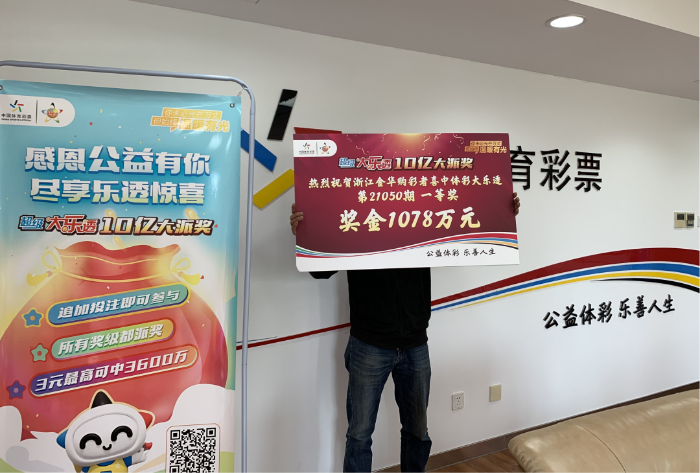 中国体育彩票
感恩公益有你
尽享乐透惊喜
超级大乐透10亿大派奖
追加投注即可参与
所有奖级都派奖
3元最高可中3600万
超级大乐透10亿大派奖
热烈祝贺浙江金华购彩者喜中体彩大乐透
第21050期 一等奖
奖金1078万元
公益体彩 乐善人生
育彩票
公益体彩 乐善人生